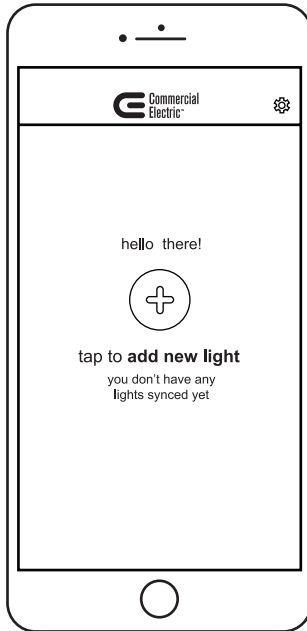 Commercial
Electric™
hello there!
tap to add new light
you don't have any
lights synced yet